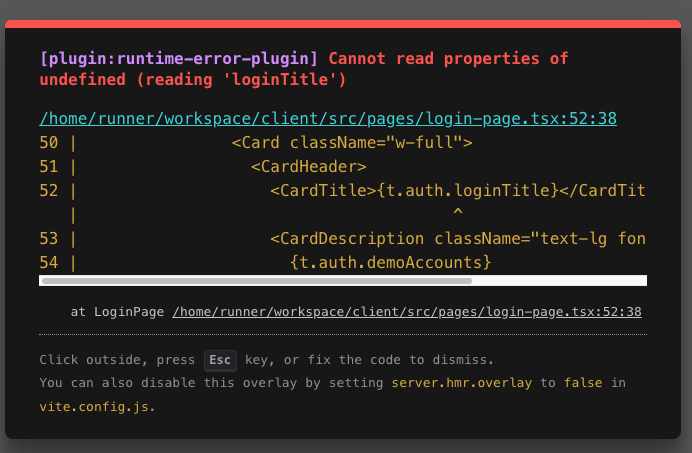 [plugin:runtime-error-plugin] Cannot read properties of
undefined (reading 'loginTitle')
/home/runner/workspace/client/src/pages/login-page.tsx:52:38
50 |                <Card className="w-full">
51 |                  <CardHeader>
52 |                    <CardTitle>{t.auth.loginTitle}</CardTit
   |                                       ^
53 |                    <CardDescription className="text-lg fon
54 |                      {t.auth.demoAccounts}
at LoginPage /home/runner/workspace/client/src/pages/login-page.tsx:52:38
Click outside, press Esc key, or fix the code to dismiss.
You can also disable this overlay by setting server.hmr.overlay to false in
vite.config.js.